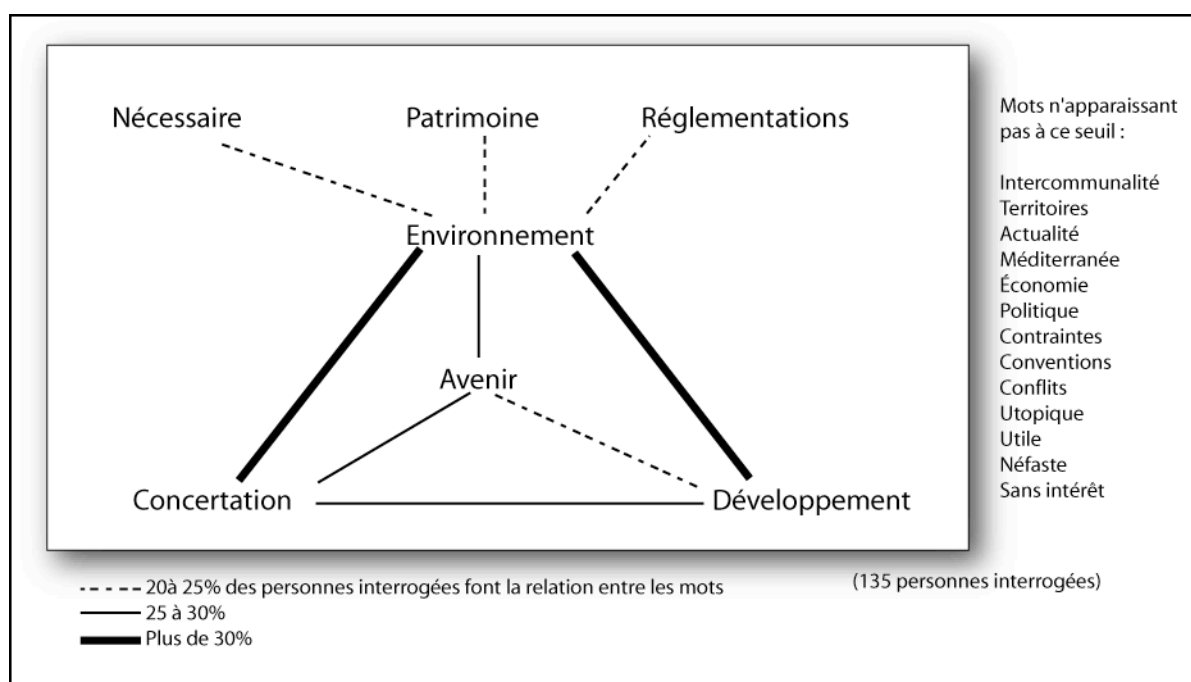 Nécessaire
Patrimoine
Réglementations
Environnement
Avenir
Concertation
Développement
Mots n'apparaissant
pas à ce seuil :
Intercommunalité
Territoires
Actualité
Méditerranée
Économie
Politique
Contraintes
Conventions
Conflits
Utopique
Utile
Néfaste
Sans intérêt
20à 25% des personnes interrogées font la relation entre les mots
25 à 30%
Plus de 30%
(135 personnes interrogées)